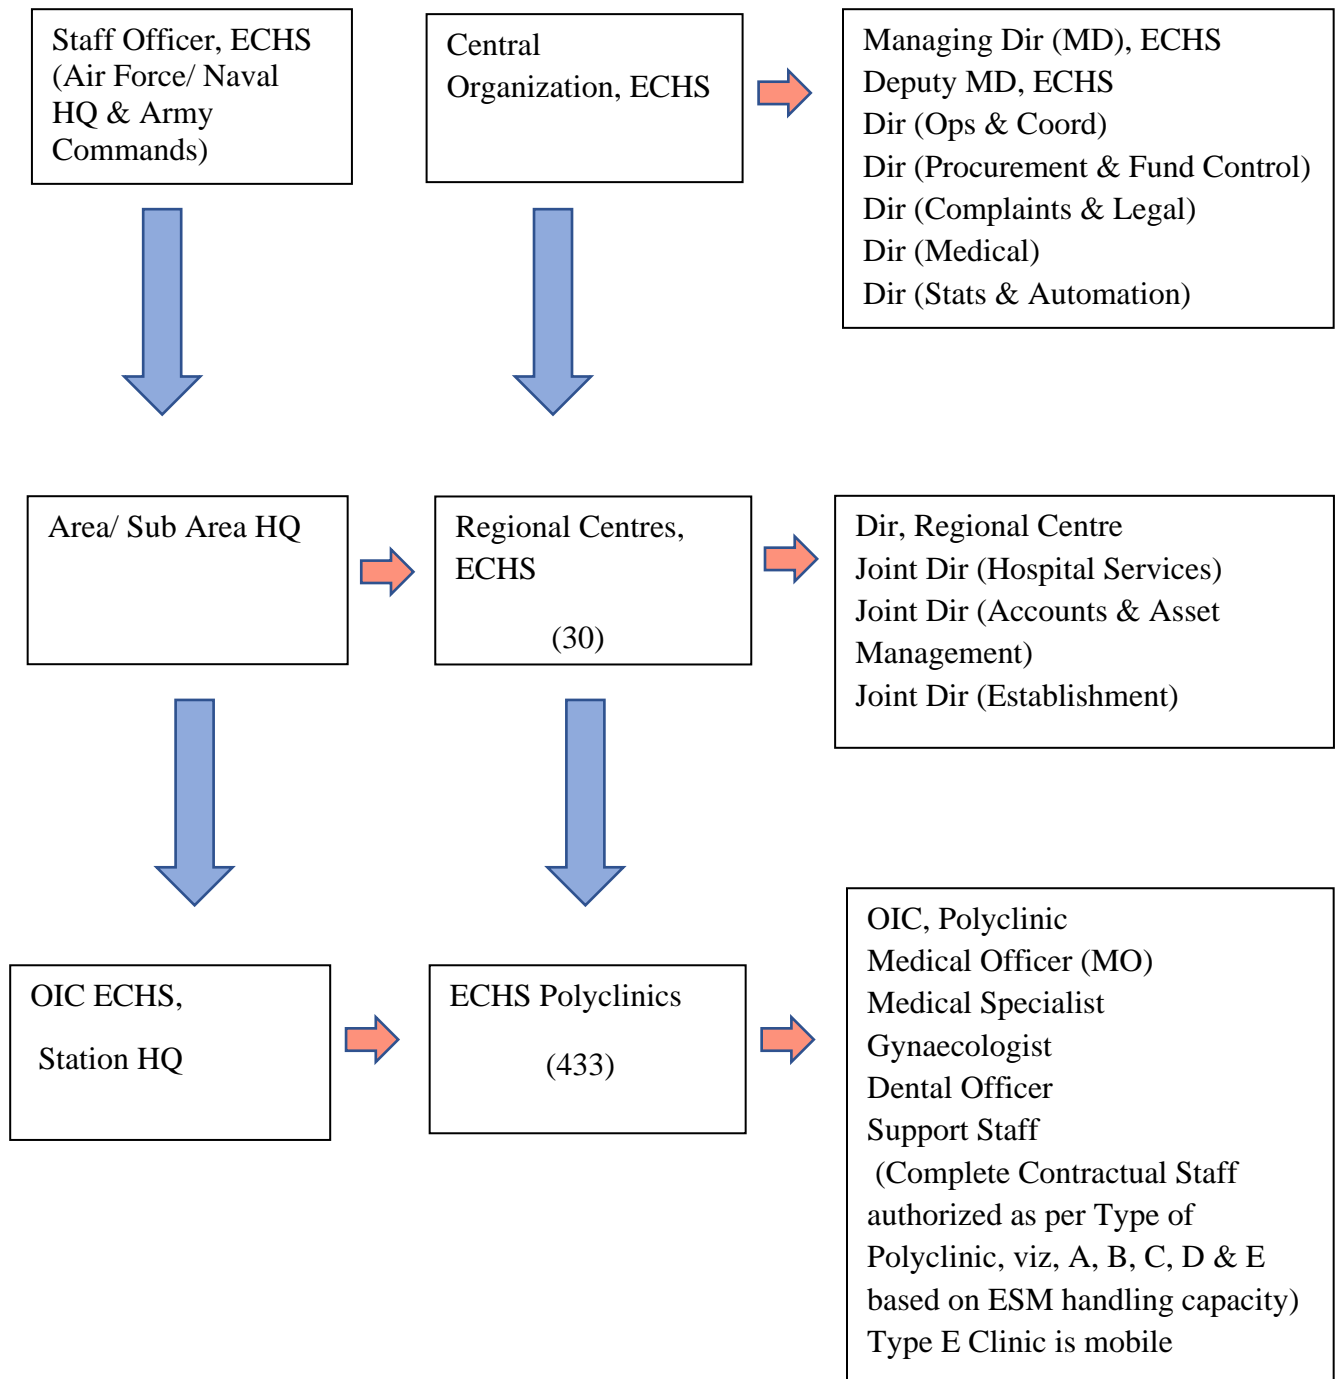 Staff Officer, ECHS
(Air Force/ Naval
HQ & Army
Commands)
Central
Organization, ECHS
Managing Dir (MD), ECHS
Deputy MD, ECHS
Dir (Ops & Coord)
Dir (Procurement & Fund Control)
Dir (Complaints & Legal)
Dir (Medical)
Dir (Stats & Automation)
Area/ Sub Area HQ
Regional Centres,
ECHS
(30)
Dir, Regional Centre
Joint Dir (Hospital Services)
Joint Dir (Accounts & Asset
Management)
Joint Dir (Establishment)
OIC ECHS,
Station HQ
ECHS Polyclinics
(433)
OIC, Polyclinic
Medical Officer (MO)
Medical Specialist
Gynaecologist
Dental Officer
Support Staff
(Complete Contractual Staff
authorized as per Type of
Polyclinic, viz, A, B, C, D & E
based on ESM handling capacity)
Type E Clinic is mobile